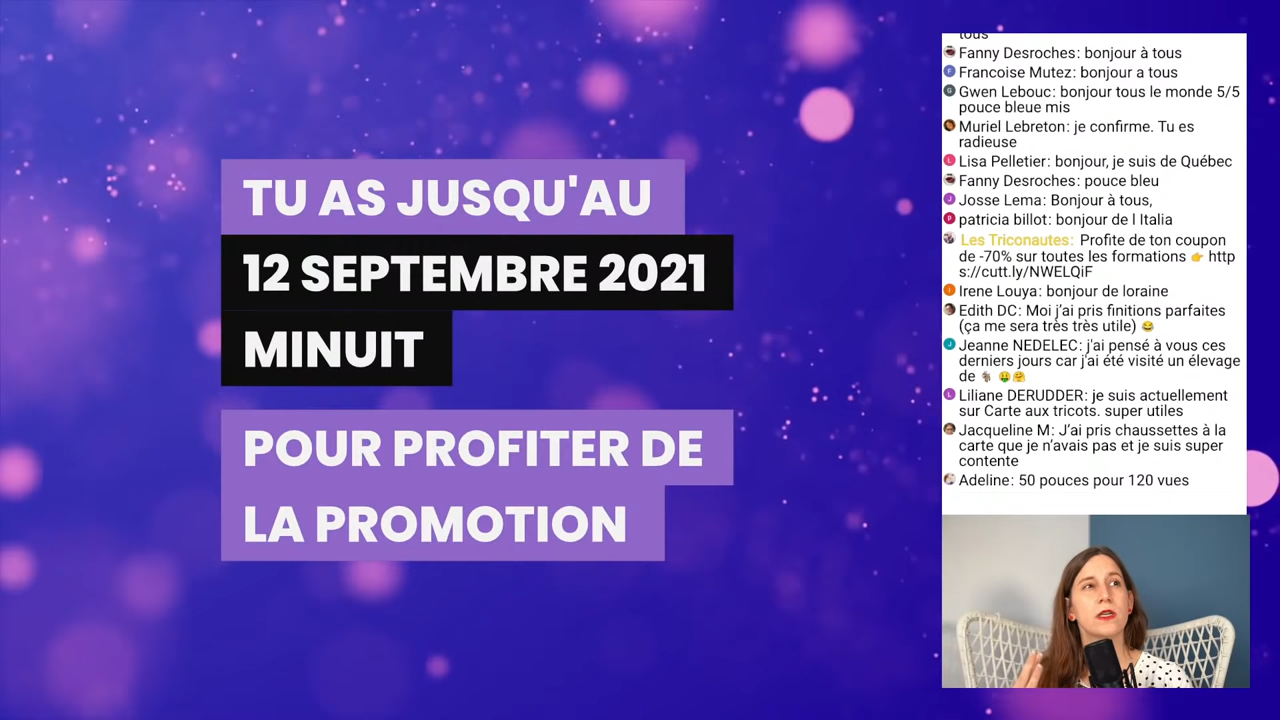 TU AS JUSQU'AU
12 SEPTEMBRE 2021
MINUIT
POUR PROFITER DE
LA PROMOTION
tous
Fanny Desroches: bonjour à tous
Francoise Mutez: bonjour a tous
Gwen Lebouc: bonjour tous le monde 5/5
pouce bleue mis
Muriel Lebreton: je confirme. Tu es
radieuse
Lisa Pelletier: bonjour, je suis de Québec
Fanny Desroches: pouce bleu
Josse Lema: Bonjour à tous,
patricia billot: bonjour de l Italia
Les Triconautes: Profite de ton coupon
de -70% sur toutes les formations 👉 http
s://cutt.ly/NWELQiF
Irene Louya: bonjour de loraine
Edith DC: Moi j’ai pris finitions parfaites
(ça me sera très très utile) 😂
Jeanne NEDELEC: j'ai pensé à vous ces
derniers jours car j'ai été visité un élevage
de 🐐 🤑🤗
Liliane DERUDDER: je suis actuellement
sur Carte aux tricots. super utiles
Jacqueline M: J’ai pris chaussettes à la
carte que je n’avais pas et je suis super
contente
Adeline: 50 pouces pour 120 vues